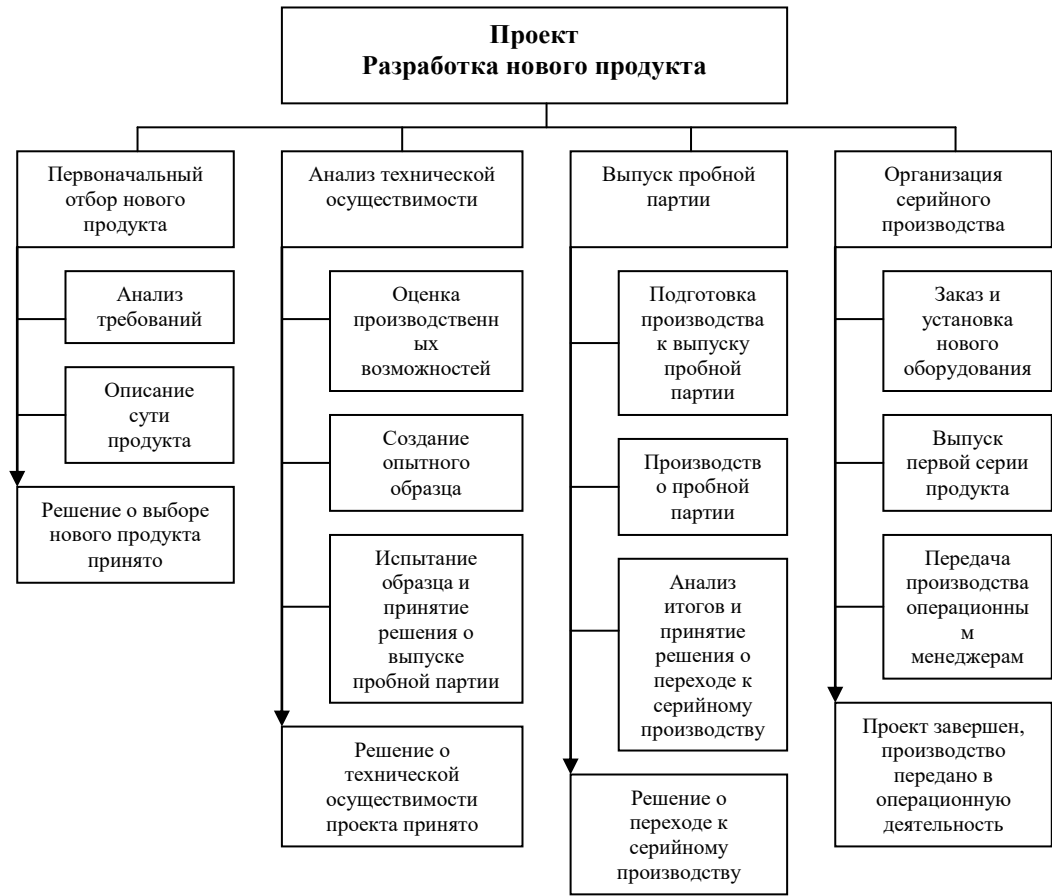 Проект
Разработка нового продукта
Первоначальный
отбор нового
продукта
Анализ
требований
Описание
сути
продукта
Решение о выборе
нового продукта
принято
Анализ технической
осуществимости
Оценка
производственн
ых
возможностей
Создание
опытного
образца
Испытание
образца и
принятие
решения о
выпуске
пробной партии
Решение о
технической
осуществимости
проекта принято
Выпуск пробной
партии
Подготовка
производства
к выпуску
пробной
партии
Производств
о пробной
партии
Анализ
итогов и
принятие
решения о
переходе к
серийному
производству
Решение о
переходе к
серийному
производству
Организация
серийного
производства
Заказ и
установка
нового
оборудования
Выпуск
первой серии
продукта
Передача
производства
операционны
м
менеджерам
Проект завершен,
производство
передано в
операционную
деятельность